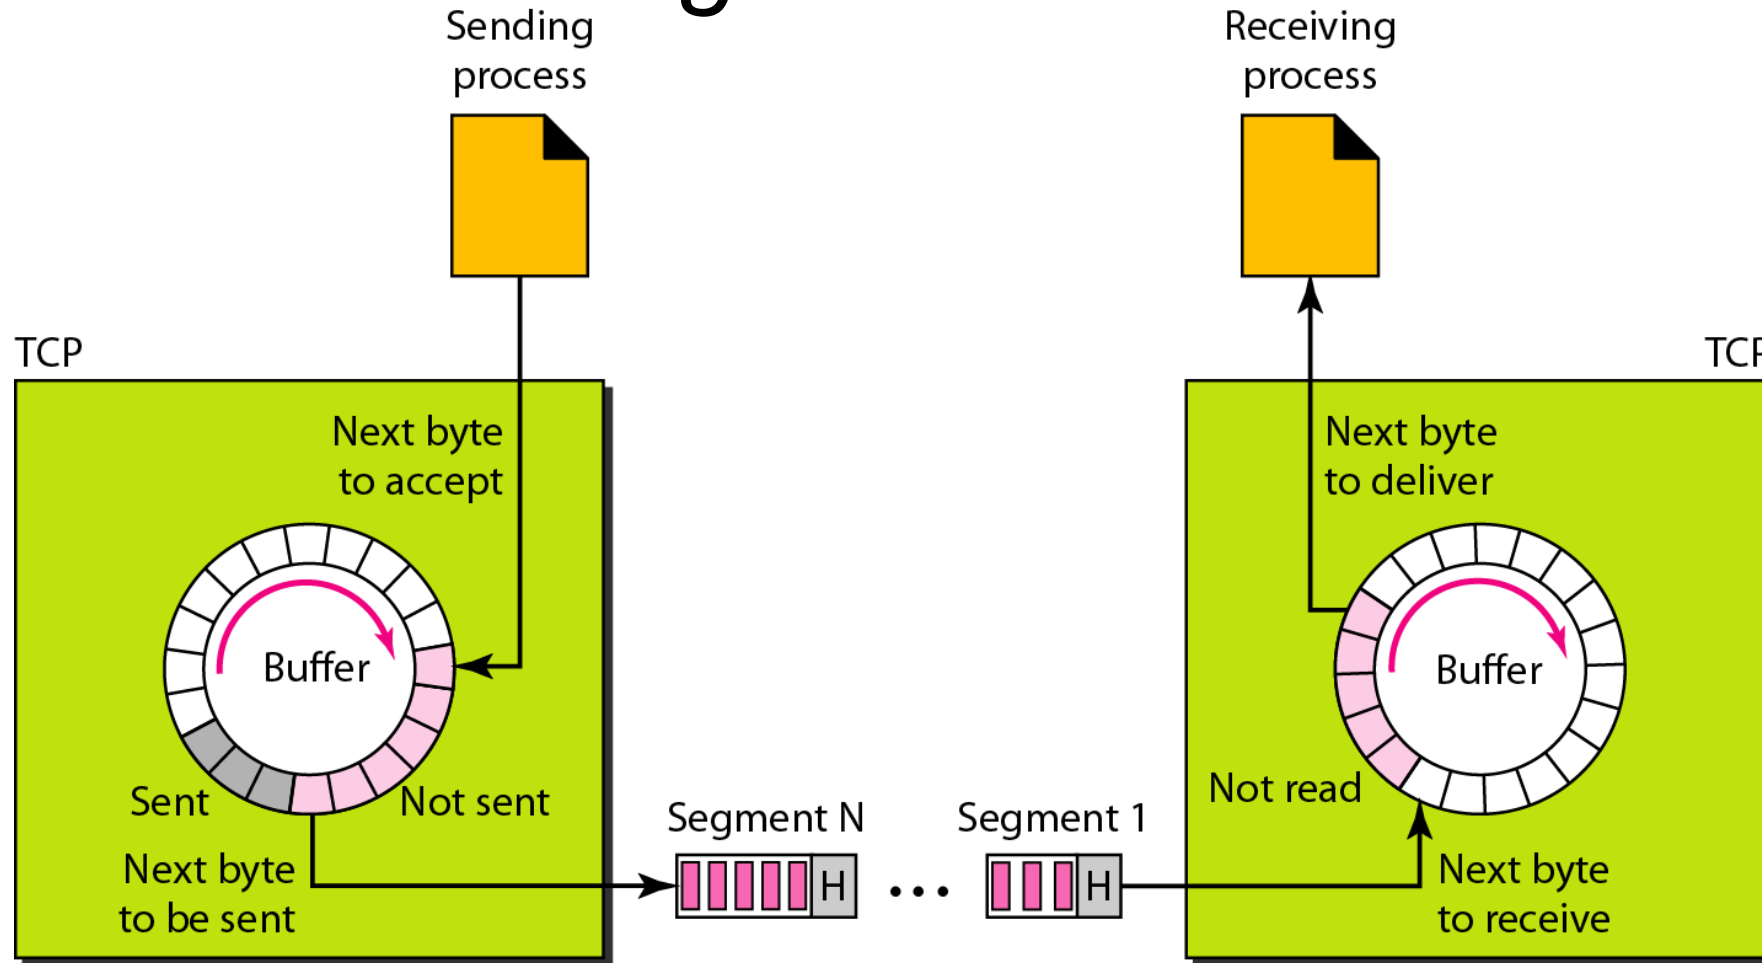 Sending
process
Receiving
process
TCP
TCP
Next byte
to accept
Next byte
to deliver
Buffer
Buffer
Sent
Not sent
Not read
Segment N
Segment 1
Next byte
to be sent
H
...
H
Next byte
to receive